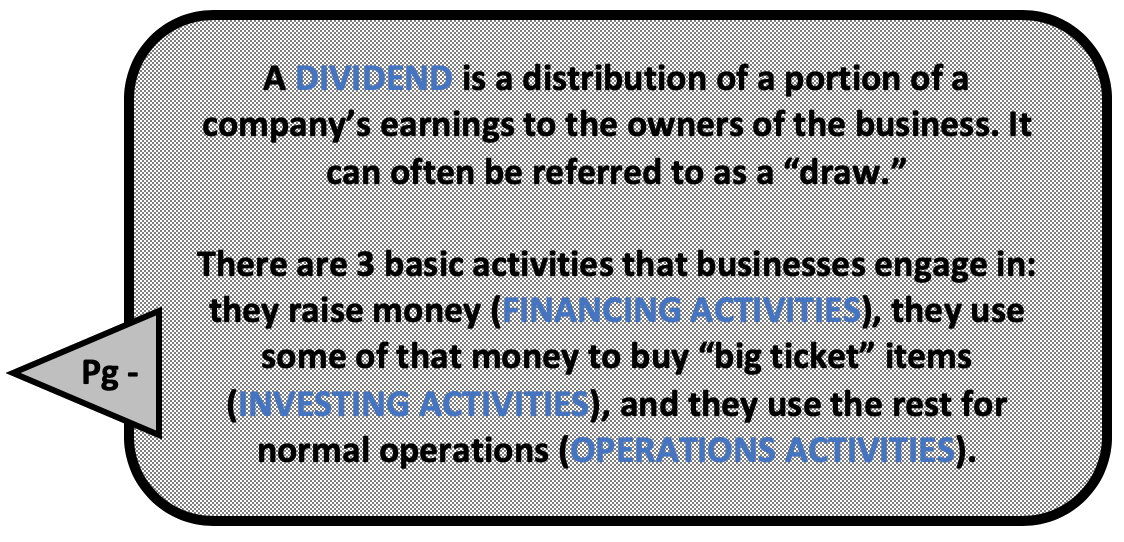 A DIVIDEND is a distribution of a portion of a
company’s earnings to the owners of the business. It
can often be referred to as a “draw.”
There are 3 basic activities that businesses engage in:
they raise money (FINANCING ACTIVITIES), they use
some of that money to buy “big ticket” items
(INVESTING ACTIVITIES), and they use the rest for
normal operations (OPERATIONS ACTIVITIES).
Pg -